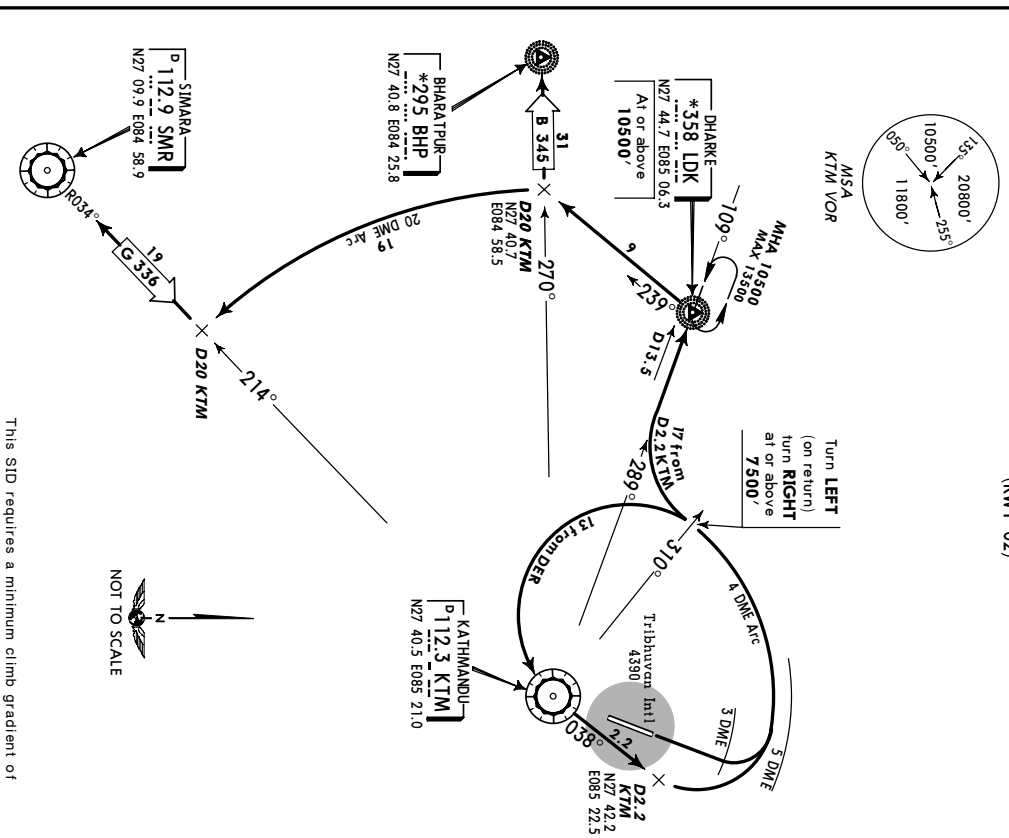 (RWY 02)
MSA
KTM VOR
135°
050°
255°
10500'
20800'
11800'
SIMARA
D 112.9 SMR
N27 09.9 E084 58.9
BHARATPUR
*295 BHP
N27 40.8 E084 25.8
DHARKE
*358 LDK
N27 44.7 E085 06.3
At or above
10500'
109°
MHA 10500
MAX 13500
31
B 345
D20 KTM
N27 40.7
E084 58.5
270°
9
239°
D13.5
20 DME Arc
19
R034°
19
G 336
D20 KTM
214°
17 from
D2.2 KTM
289°
310°
Turn LEFT
(on return)
turn RIGHT
at or above
7500'
13 from DER
4 DME Arc
3 DME
5 DME
Tribhuvan Intl
4390
KATHMANDU
D 112.3 KTM
N27 40.5 E085 21.0
038°
2.2
D2.2
KTM
N27 42.2
E085 22.5
N
NOT TO SCALE
This SID requires a minimum climb gradient of